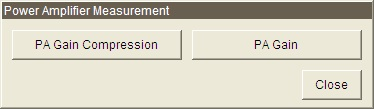 Power Amplifier Measurement
PA Gain Compression PA Gain
Close